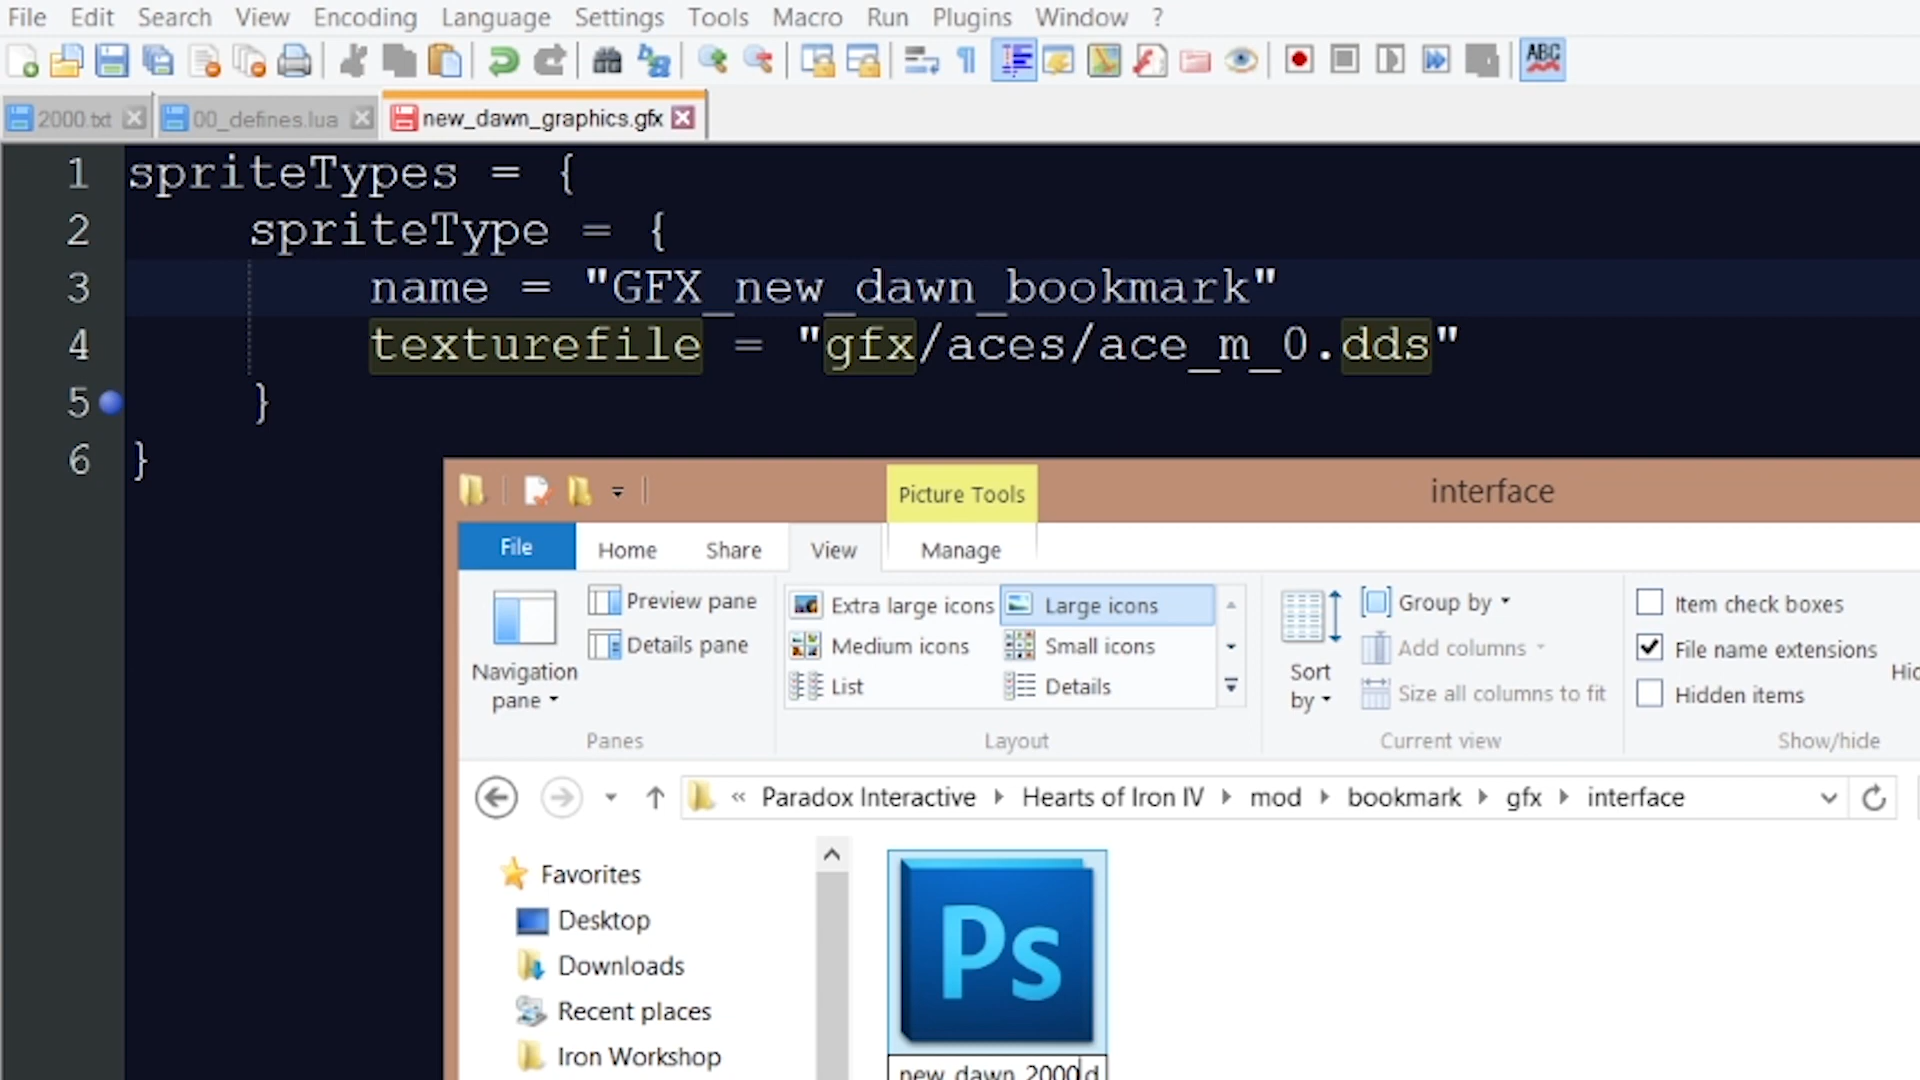 File Edit Search View Encoding Language Settings Tools Macro Run Plugins Window ?
ABC
2000.txt 00_defines.lua new_dawn_graphics.gfx
1 spriteTypes = {
2 spriteType = {
3 name = "GFX_new_dawn_bookmark"
4 texturefile = "gfx/aces/ace_m_0.dds"
5 }
6 }
Picture Tools interface
File Home Share View Manage
Preview pane
Details pane
Navigation pane
Panes
Extra large icons Large icons
Medium icons Small icons
List Details
Layout
Sort by
Group by
Add columns
Size all columns to fit
Current view
Item check boxes
File name extensions
Hidden items
Show/hide
« Paradox Interactive Hearts of Iron IV mod bookmark gfx interface
Favorites
Desktop
Downloads
Recent places
Iron Workshop
Ps
new_dawn_2000.d